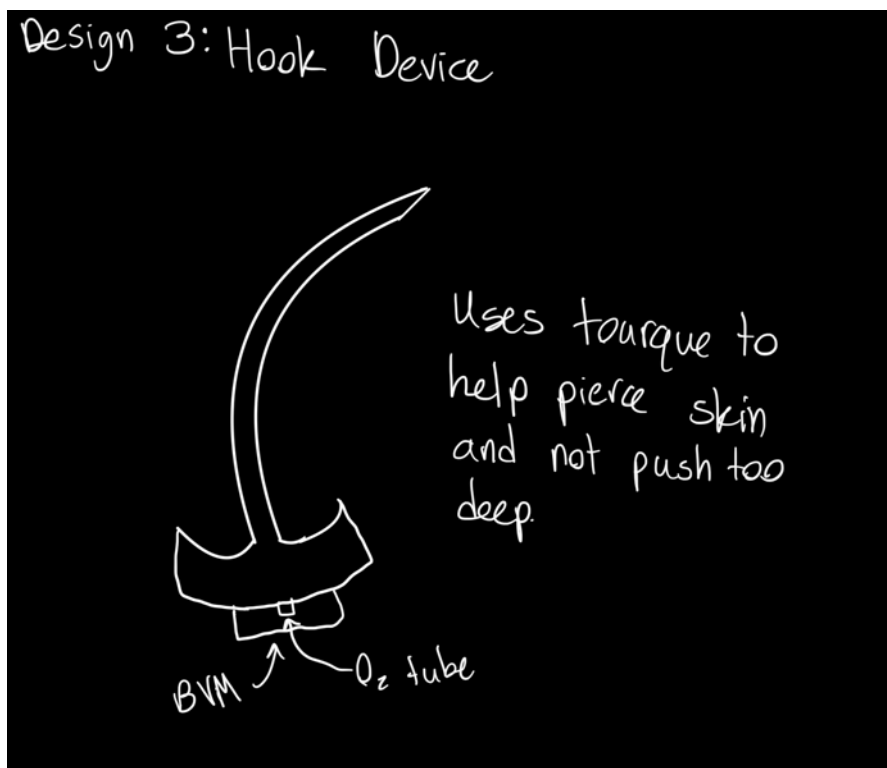 Design 3: Hook Device
Uses tourque to
help pierce skin
and not push too
deep.
BVM
O₂ tube